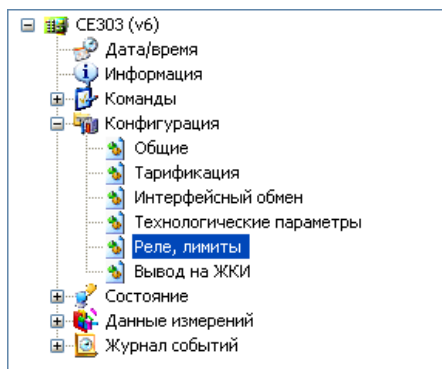 CE303 (v6)
Дата/время
Информация
Команды
Конфигурация
Общие
Тарификация
Интерфейсный обмен
Технологические параметры
Реле, лимиты
Вывод на ЖКИ
Состояние
Данные измерений
Журнал событий